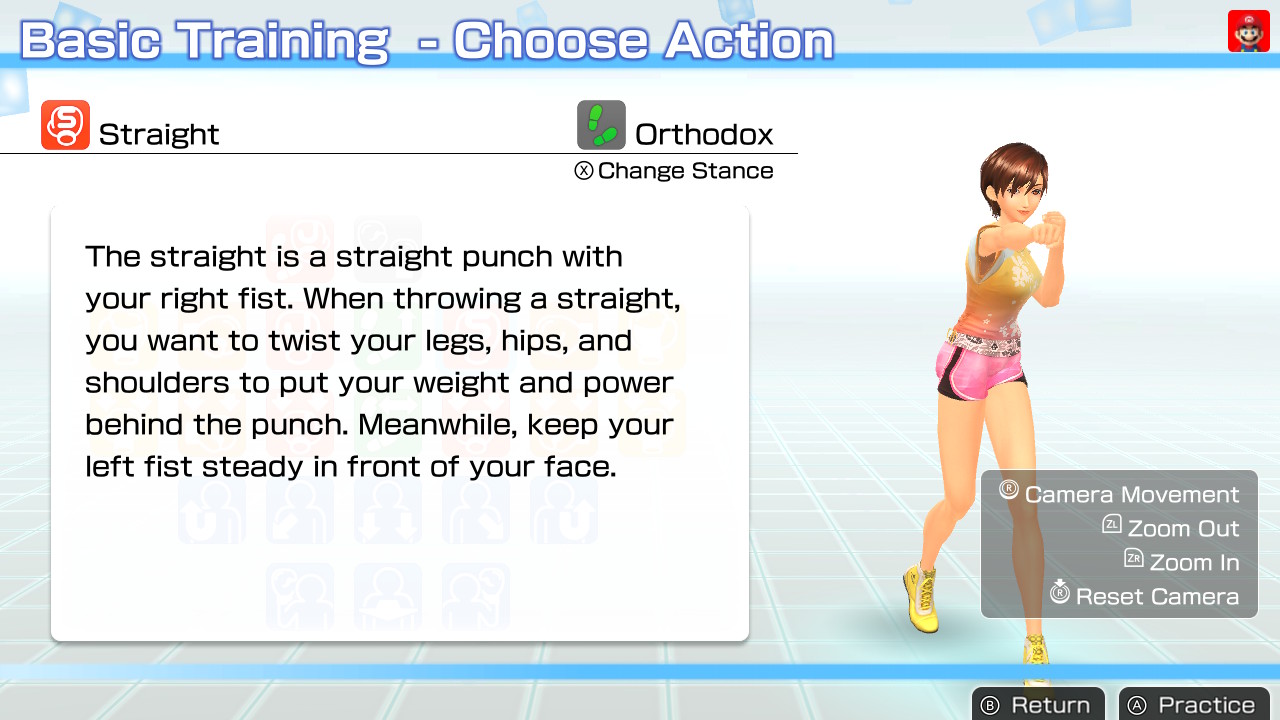 Basic Training - Choose Action
Straight
Orthodox
Ⓧ Change Stance
The straight is a straight punch with
your right fist. When throwing a straight,
you want to twist your legs, hips, and
shoulders to put your weight and power
behind the punch. Meanwhile, keep your
left fist steady in front of your face.
Ⓡ Camera Movement
ZL Zoom Out
ZR Zoom In
Ⓡ Reset Camera
Ⓑ Return
Ⓐ Practice